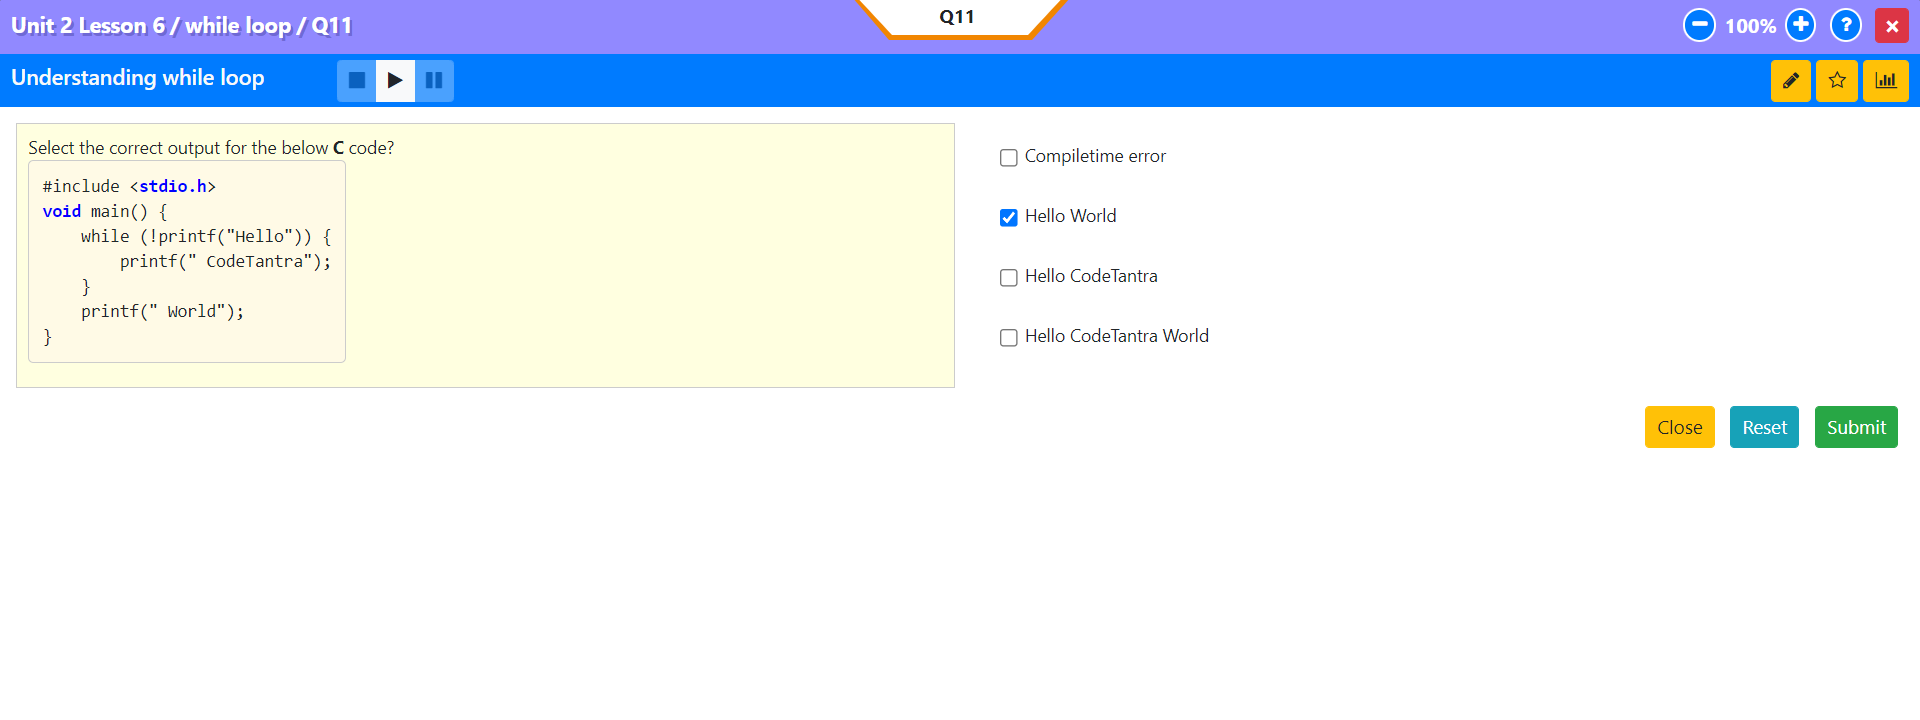 Unit 2 Lesson 6 / while loop / Q11
Q11
100%
?
Understanding while loop
Select the correct output for the below C code?
#include <stdio.h>
void main() {
    while (!printf("Hello")) {
        printf(" CodeTantra");
    }
    printf(" World");
}
Compiletime error
Hello World
Hello CodeTantra
Hello CodeTantra World
Close Reset Submit